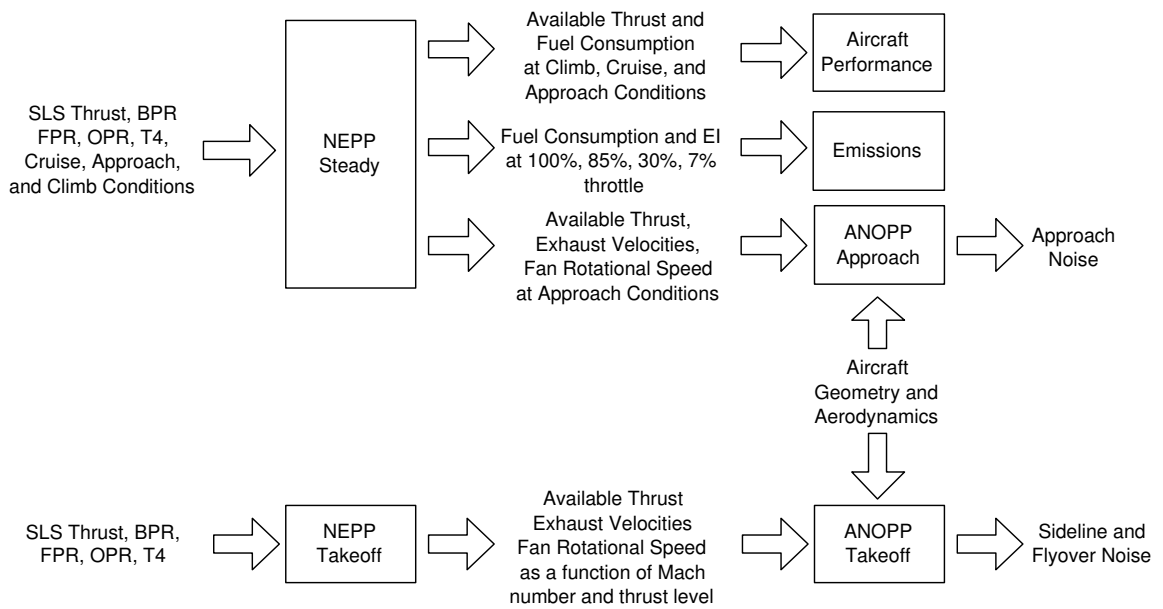 SLS Thrust, BPR
FPR, OPR, T4,
Cruise, Approach,
and Climb Conditions
NEPP
Steady
Available Thrust and
Fuel Consumption
at Climb, Cruise, and
Approach Conditions
Aircraft
Performance
Fuel Consumption and EI
at 100%, 85%, 30%, 7%
throttle
Emissions
Available Thrust,
Exhaust Velocities,
Fan Rotational Speed
at Approach Conditions
ANOPP
Approach
Approach
Noise
Aircraft
Geometry and
Aerodynamics
SLS Thrust, BPR,
FPR, OPR, T4
NEPP
Takeoff
Available Thrust
Exhaust Velocities
Fan Rotational Speed
as a function of Mach
number and thrust level
ANOPP
Takeoff
Sideline and
Flyover Noise